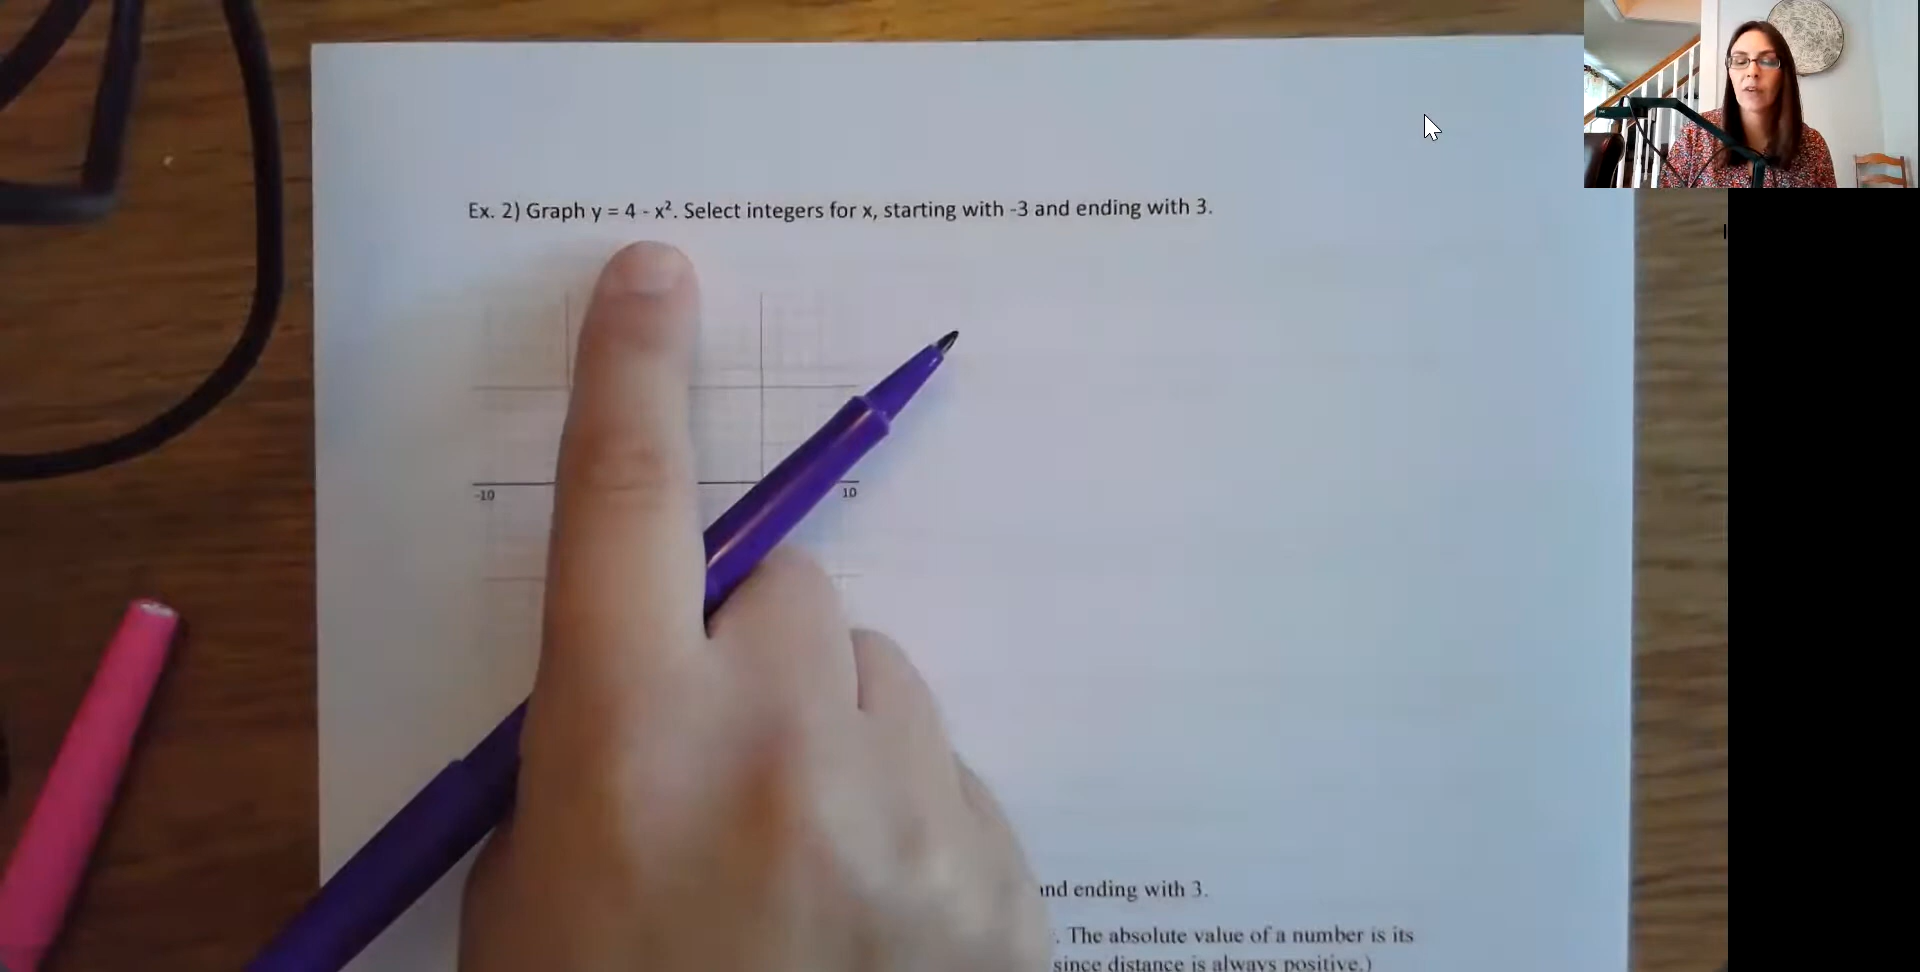 Ex. 2) Graph y = 4 - x². Select integers for x, starting with -3 and ending with 3.
-10
10
and ending with 3.
. The absolute value of a number is its
since distance is always positive.)